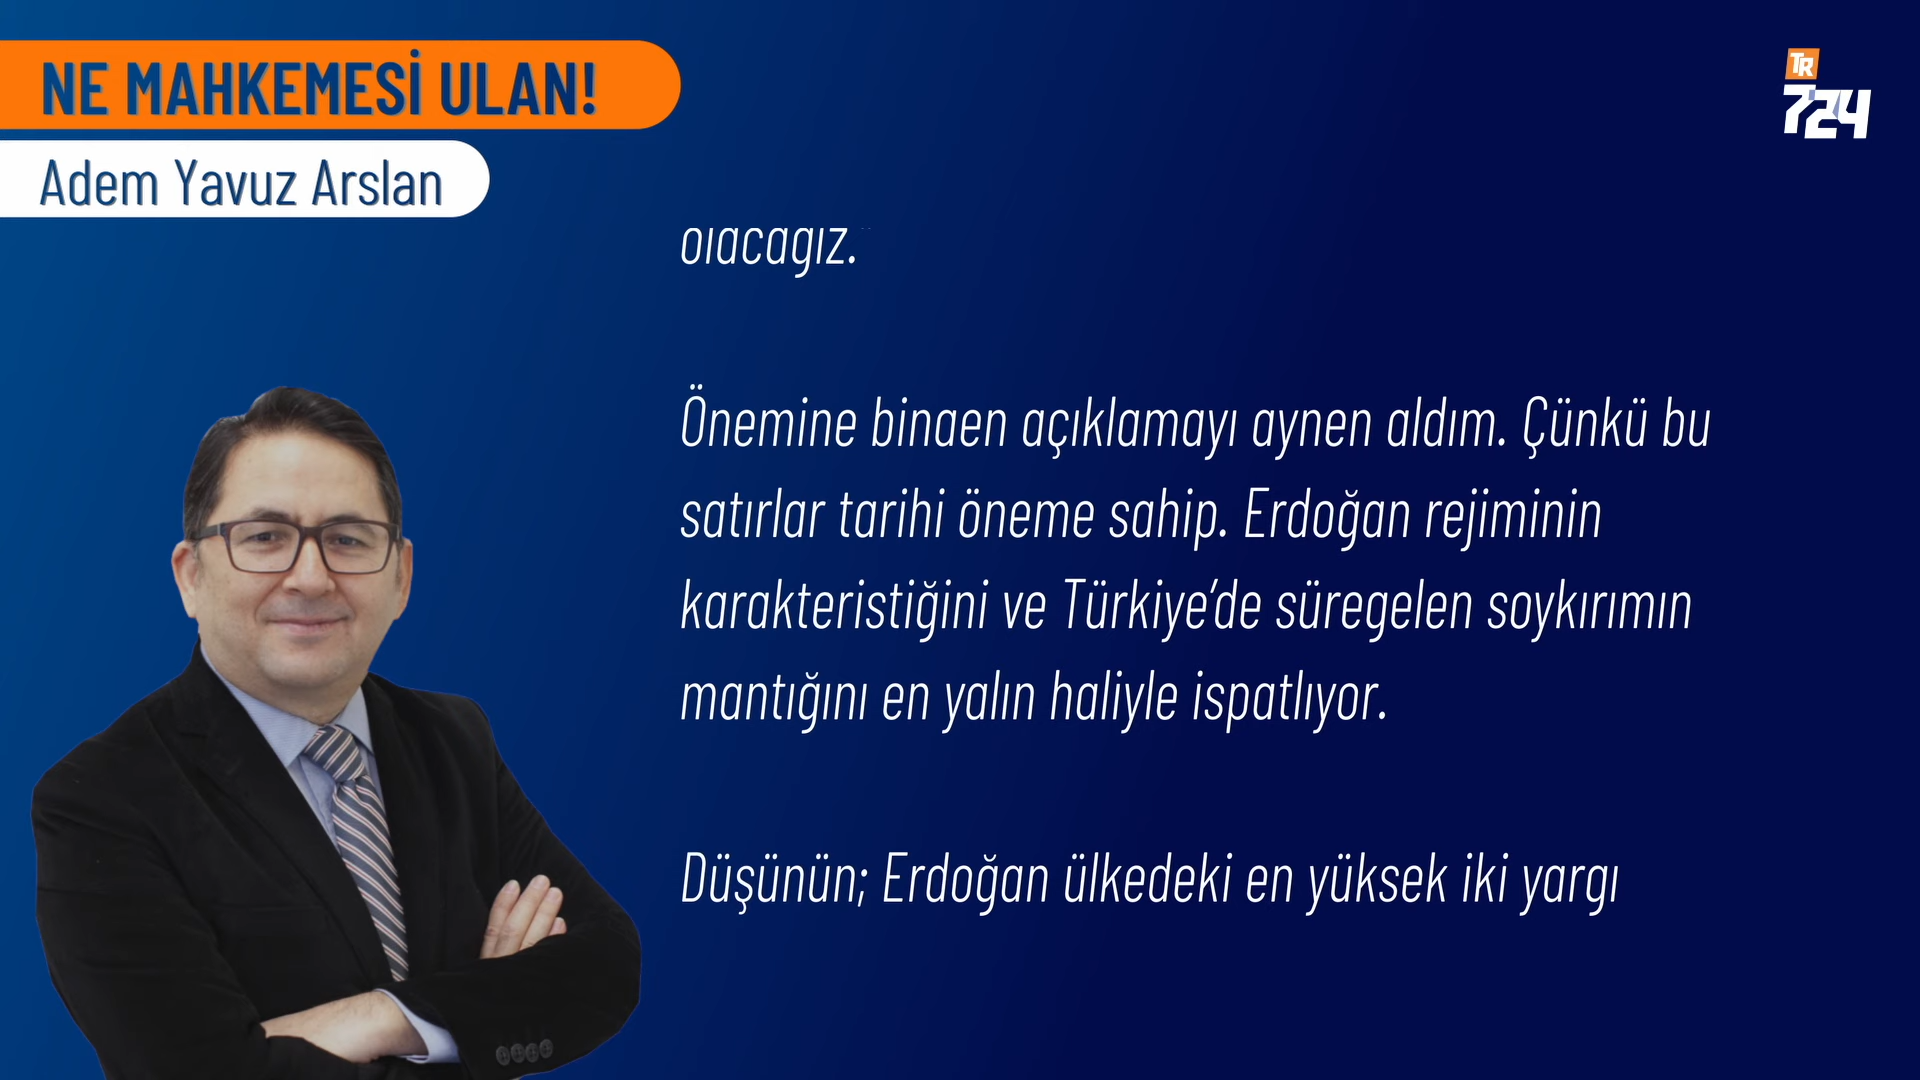 NE MAHKEMESİ ULAN!
Adem Yavuz Arslan
TR
724
olacağız.
Önemine binaen açıklamayı aynen aldım. Çünkü bu
satırlar tarihi öneme sahip. Erdoğan rejiminin
karakteristiğini ve Türkiye’de süregelen soykırımın
mantığını en yalın haliyle ispatlıyor.
Düşünün; Erdoğan ülkedeki en yüksek iki yargı